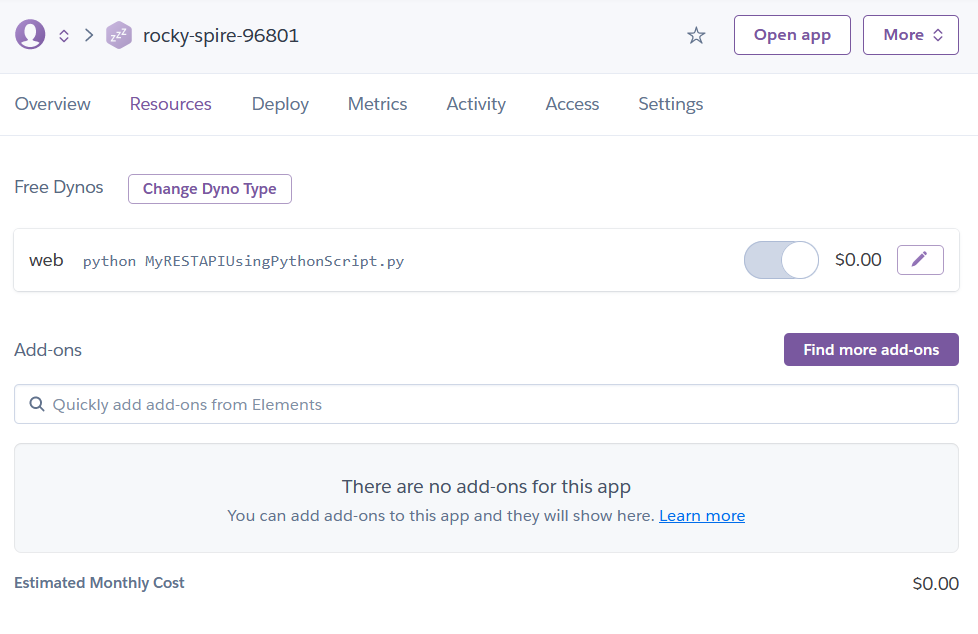 zzz rocky-spire-96801 Open app More
Overview Resources Deploy Metrics Activity Access Settings
Free Dynos Change Dyno Type
web python MyRESTAPIUsingPythonScript.py $0.00
Add-ons Find more add-ons
Quickly add add-ons from Elements
There are no add-ons for this app
You can add add-ons to this app and they will show here. Learn more
Estimated Monthly Cost $0.00